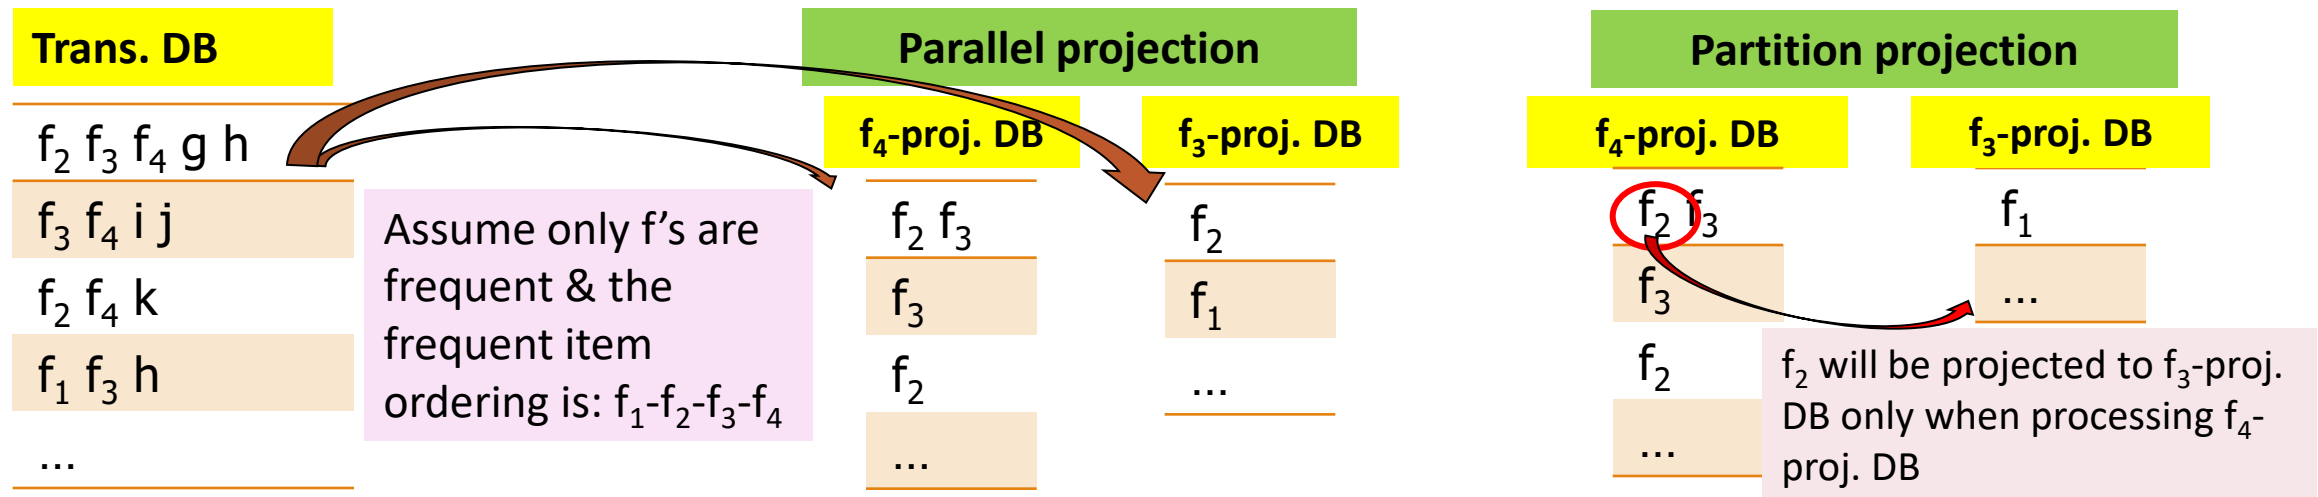 Trans. DB
f₂ f₃ f₄ g h
f₃ f₄ i j
f₂ f₄ k
f₁ f₃ h
...
Assume only f’s are
frequent & the
frequent item
ordering is: f₁-f₂-f₃-f₄
Parallel projection
f₄-proj. DB
f₂ f₃
f₃
f₂
...
f₃-proj. DB
f₂
f₁
...
Partition projection
f₄-proj. DB
f₂ f₃
f₃
f₂
...
f₃-proj. DB
f₁
...
f₂ will be projected to f₃-proj.
DB only when processing f₄-
proj. DB